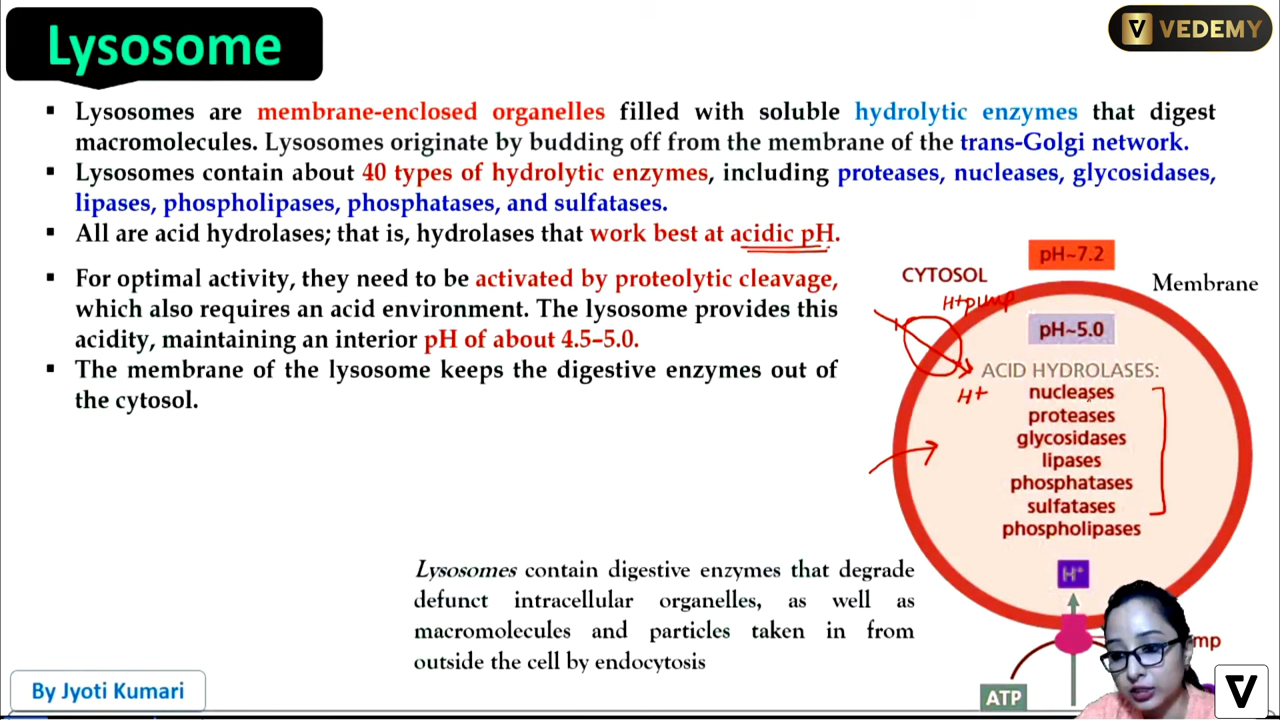 Lysosome
VEDEMY
▪ Lysosomes are membrane-enclosed organelles filled with soluble hydrolytic enzymes that digest
macromolecules. Lysosomes originate by budding off from the membrane of the trans-Golgi network.
▪ Lysosomes contain about 40 types of hydrolytic enzymes, including proteases, nucleases, glycosidases,
lipases, phospholipases, phosphatases, and sulfatases.
▪ All are acid hydrolases; that is, hydrolases that work best at acidic pH.
▪ For optimal activity, they need to be activated by proteolytic cleavage,
which also requires an acid environment. The lysosome provides this
acidity, maintaining an interior pH of about 4.5–5.0.
▪ The membrane of the lysosome keeps the digestive enzymes out of
the cytosol.
pH~7.2
CYTOSOL
Membrane
H+ pump
pH~5.0
ACID HYDROLASES:
H+
nucleases
proteases
glycosidases
lipases
phosphatases
sulfatases
phospholipases
H+
Lysosomes contain digestive enzymes that degrade
defunct intracellular organelles, as well as
macromolecules and particles taken in from
outside the cell by endocytosis
ATP
By Jyoti Kumari